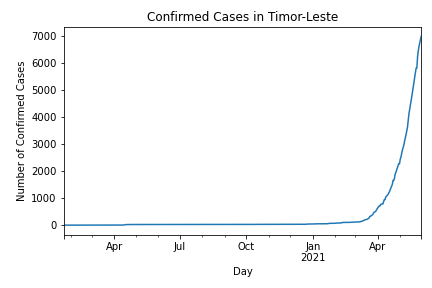 Confirmed Cases in Timor-Leste
Number of Confirmed Cases
7000
6000
5000
4000
3000
2000
1000
0
Apr
Jul
Oct
Jan
2021
Apr
Day